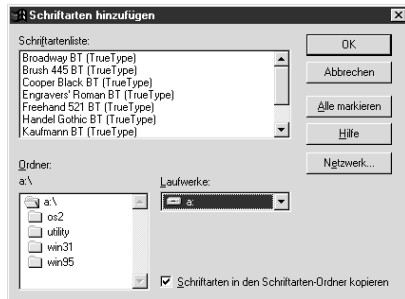 Schriftarten hinzufügen
Schriftartenliste:
Broadway BT (TrueType)
Brush 445 BT (TrueType)
Cooper Black BT (TrueType)
Engravers' Roman BT (TrueType)
Freehand 521 BT (TrueType)
Handel Gothic BT (TrueType)
Kaufmann BT (TrueType)
OK
Abbrechen
Alle markieren
Hilfe
Netzwerk...
Ordner:
a:\
a:\
os2
utility
win31
win95
Laufwerke:
a:
Schriftarten in den Schriftarten-Ordner kopieren